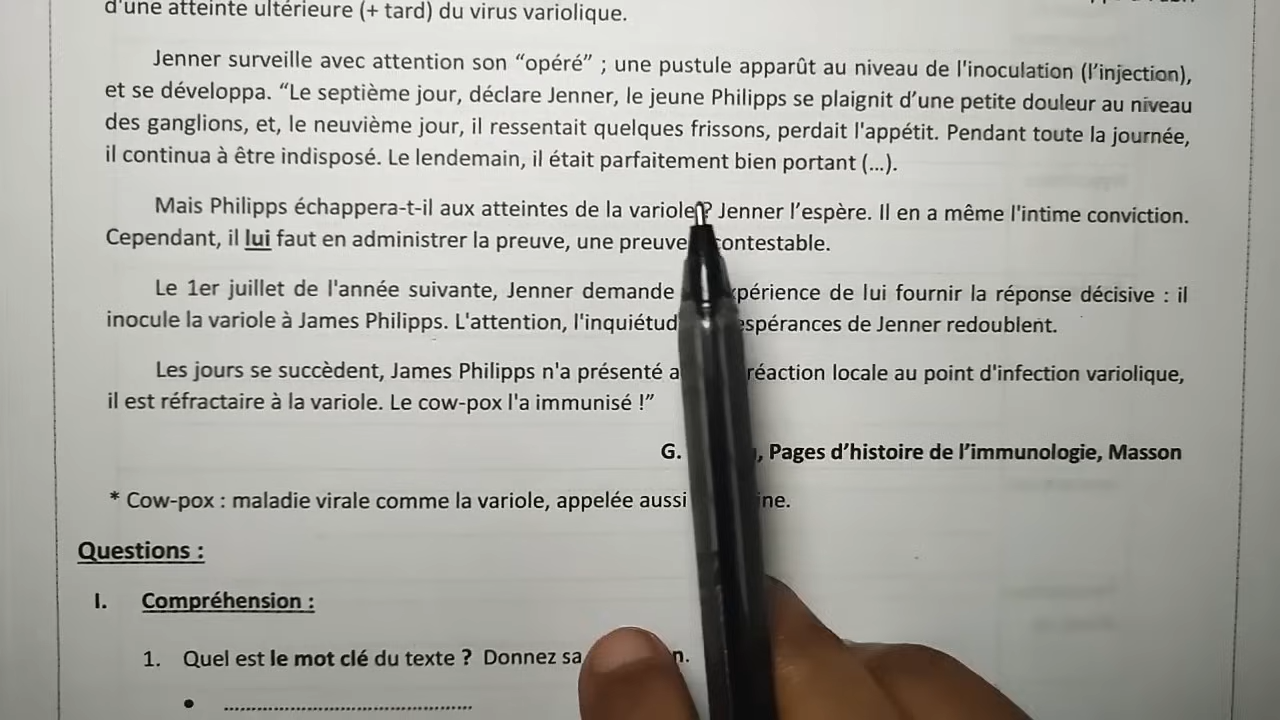 d'une atteinte ultérieure (+ tard) du virus variolique.
Jenner surveille avec attention son “opéré” ; une pustule apparût au niveau de l'inoculation (l’injection),
et se développa. “Le septième jour, déclare Jenner, le jeune Philipps se plaignit d’une petite douleur au niveau
des ganglions, et, le neuvième jour, il ressentait quelques frissons, perdait l'appétit. Pendant toute la journée,
il continua à être indisposé. Le lendemain, il était parfaitement bien portant (...).
Mais Philipps échappera-t-il aux atteintes de la variole ? Jenner l’espère. Il en a même l'intime conviction.
Cependant, il lui faut en administrer la preuve, une preuve contestable.
Le 1er juillet de l'année suivante, Jenner demande périence de lui fournir la réponse décisive : il
inocule la variole à James Philipps. L'attention, l'inquiétud spérances de Jenner redoublent.
Les jours se succèdent, James Philipps n'a présenté a réaction locale au point d'infection variolique,
il est réfractaire à la variole. Le cow-pox l'a immunisé !”
G. , Pages d’histoire de l’immunologie, Masson
* Cow-pox : maladie virale comme la variole, appelée aussi ine.
Questions :
I. Compréhension :
1. Quel est le mot clé du texte ? Donnez sa n.
• ................................................